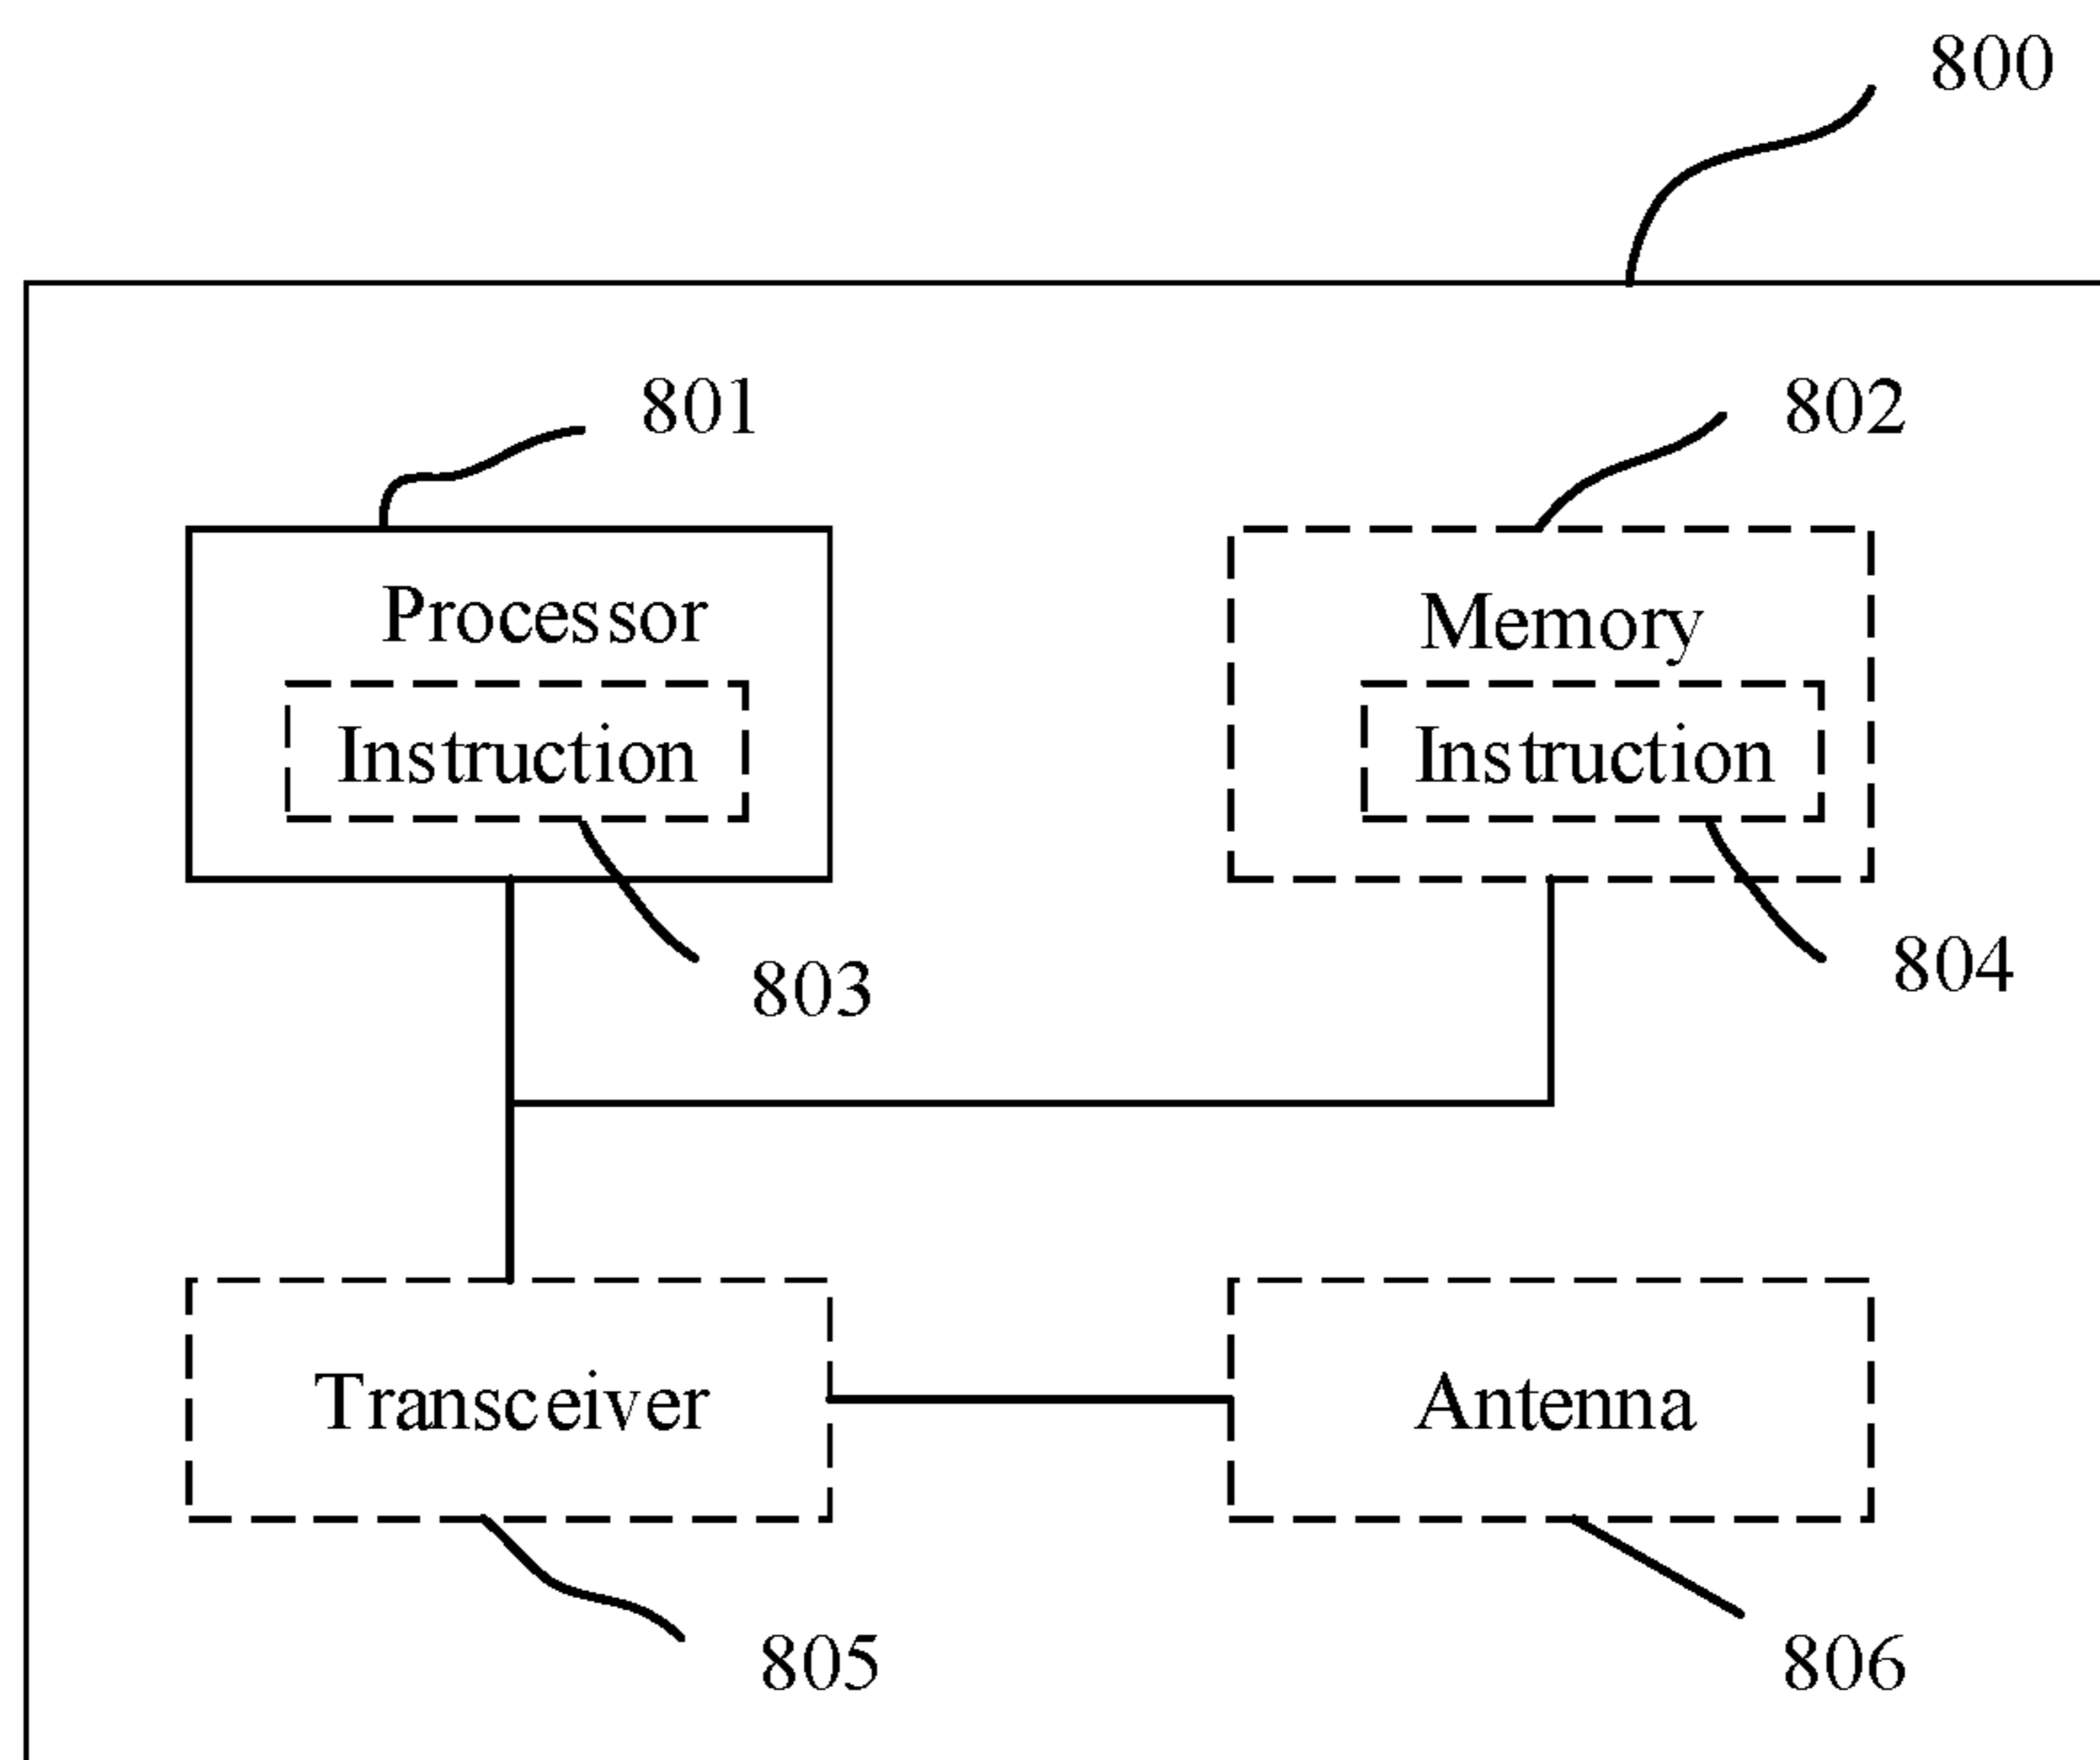 800
801
802
Processor
Memory
Instruction
Instruction
803
804
Transceiver
Antenna
805
806